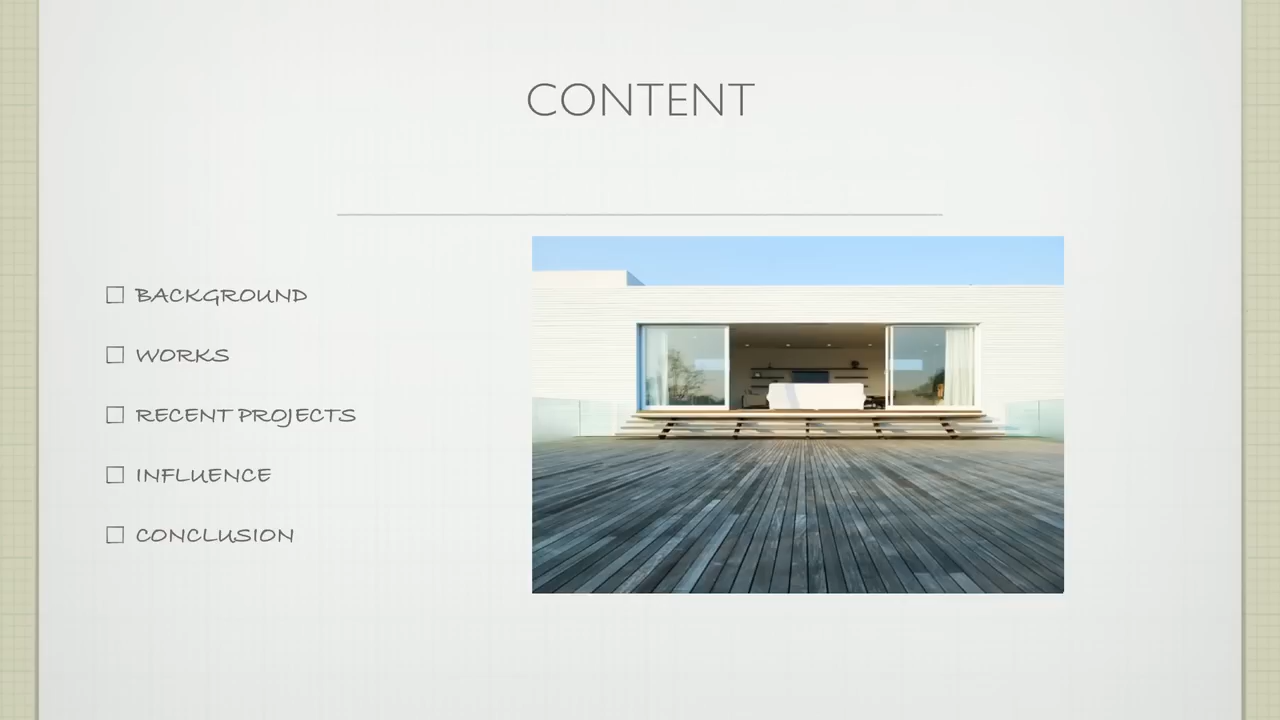 CONTENT
BACKGROUND
WORKS
RECENT PROJECTS
INFLUENCE
CONCLUSION